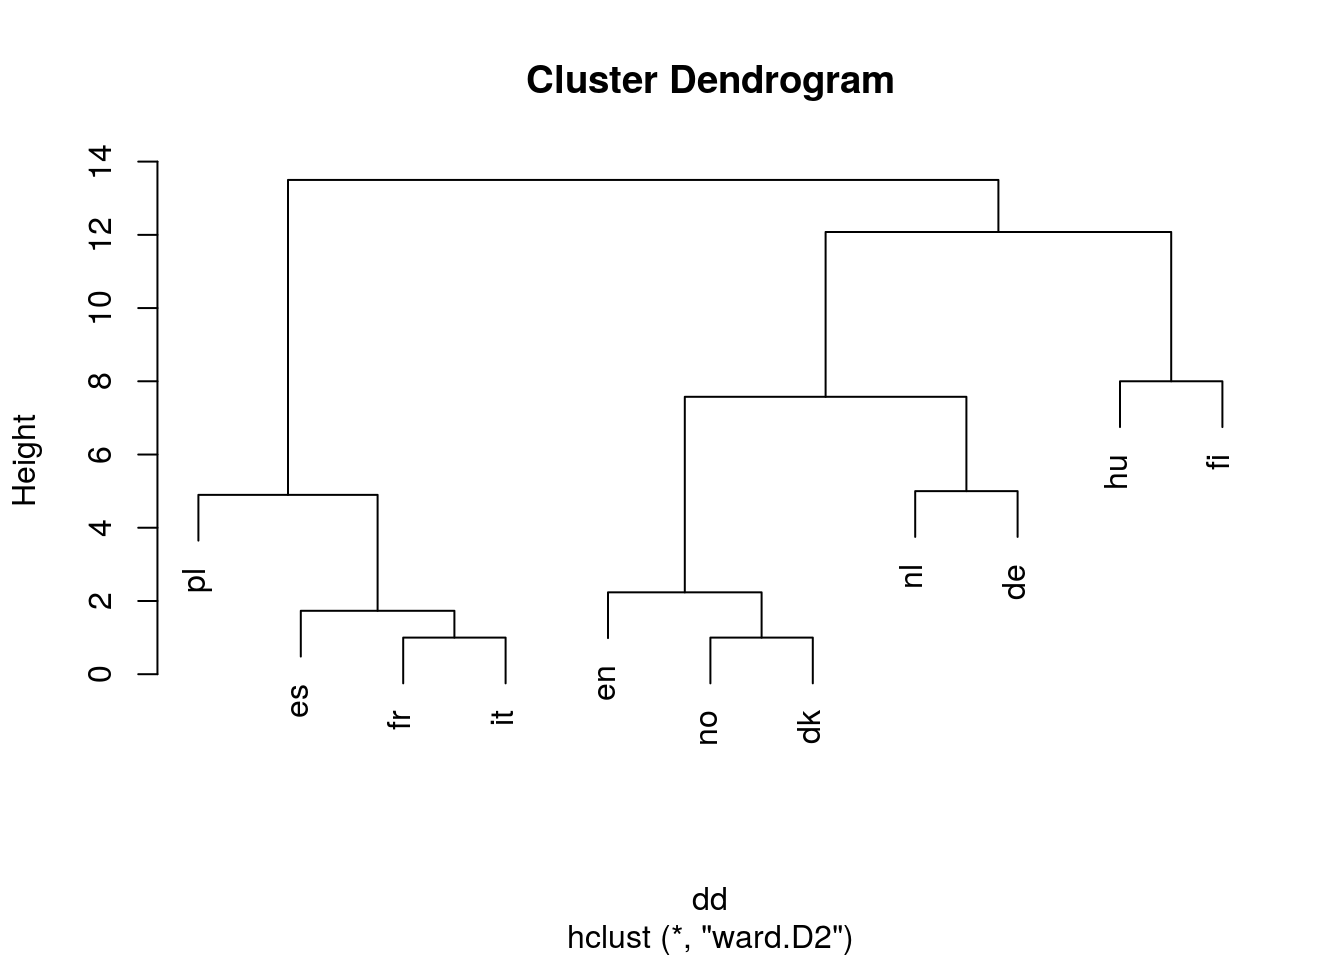 Cluster Dendrogram
Height
14
12
10
8
6
4
2
0
pl
es
fr
it
en
no
dk
nl
de
hu
fi
dd
hclust (*, "ward.D2")